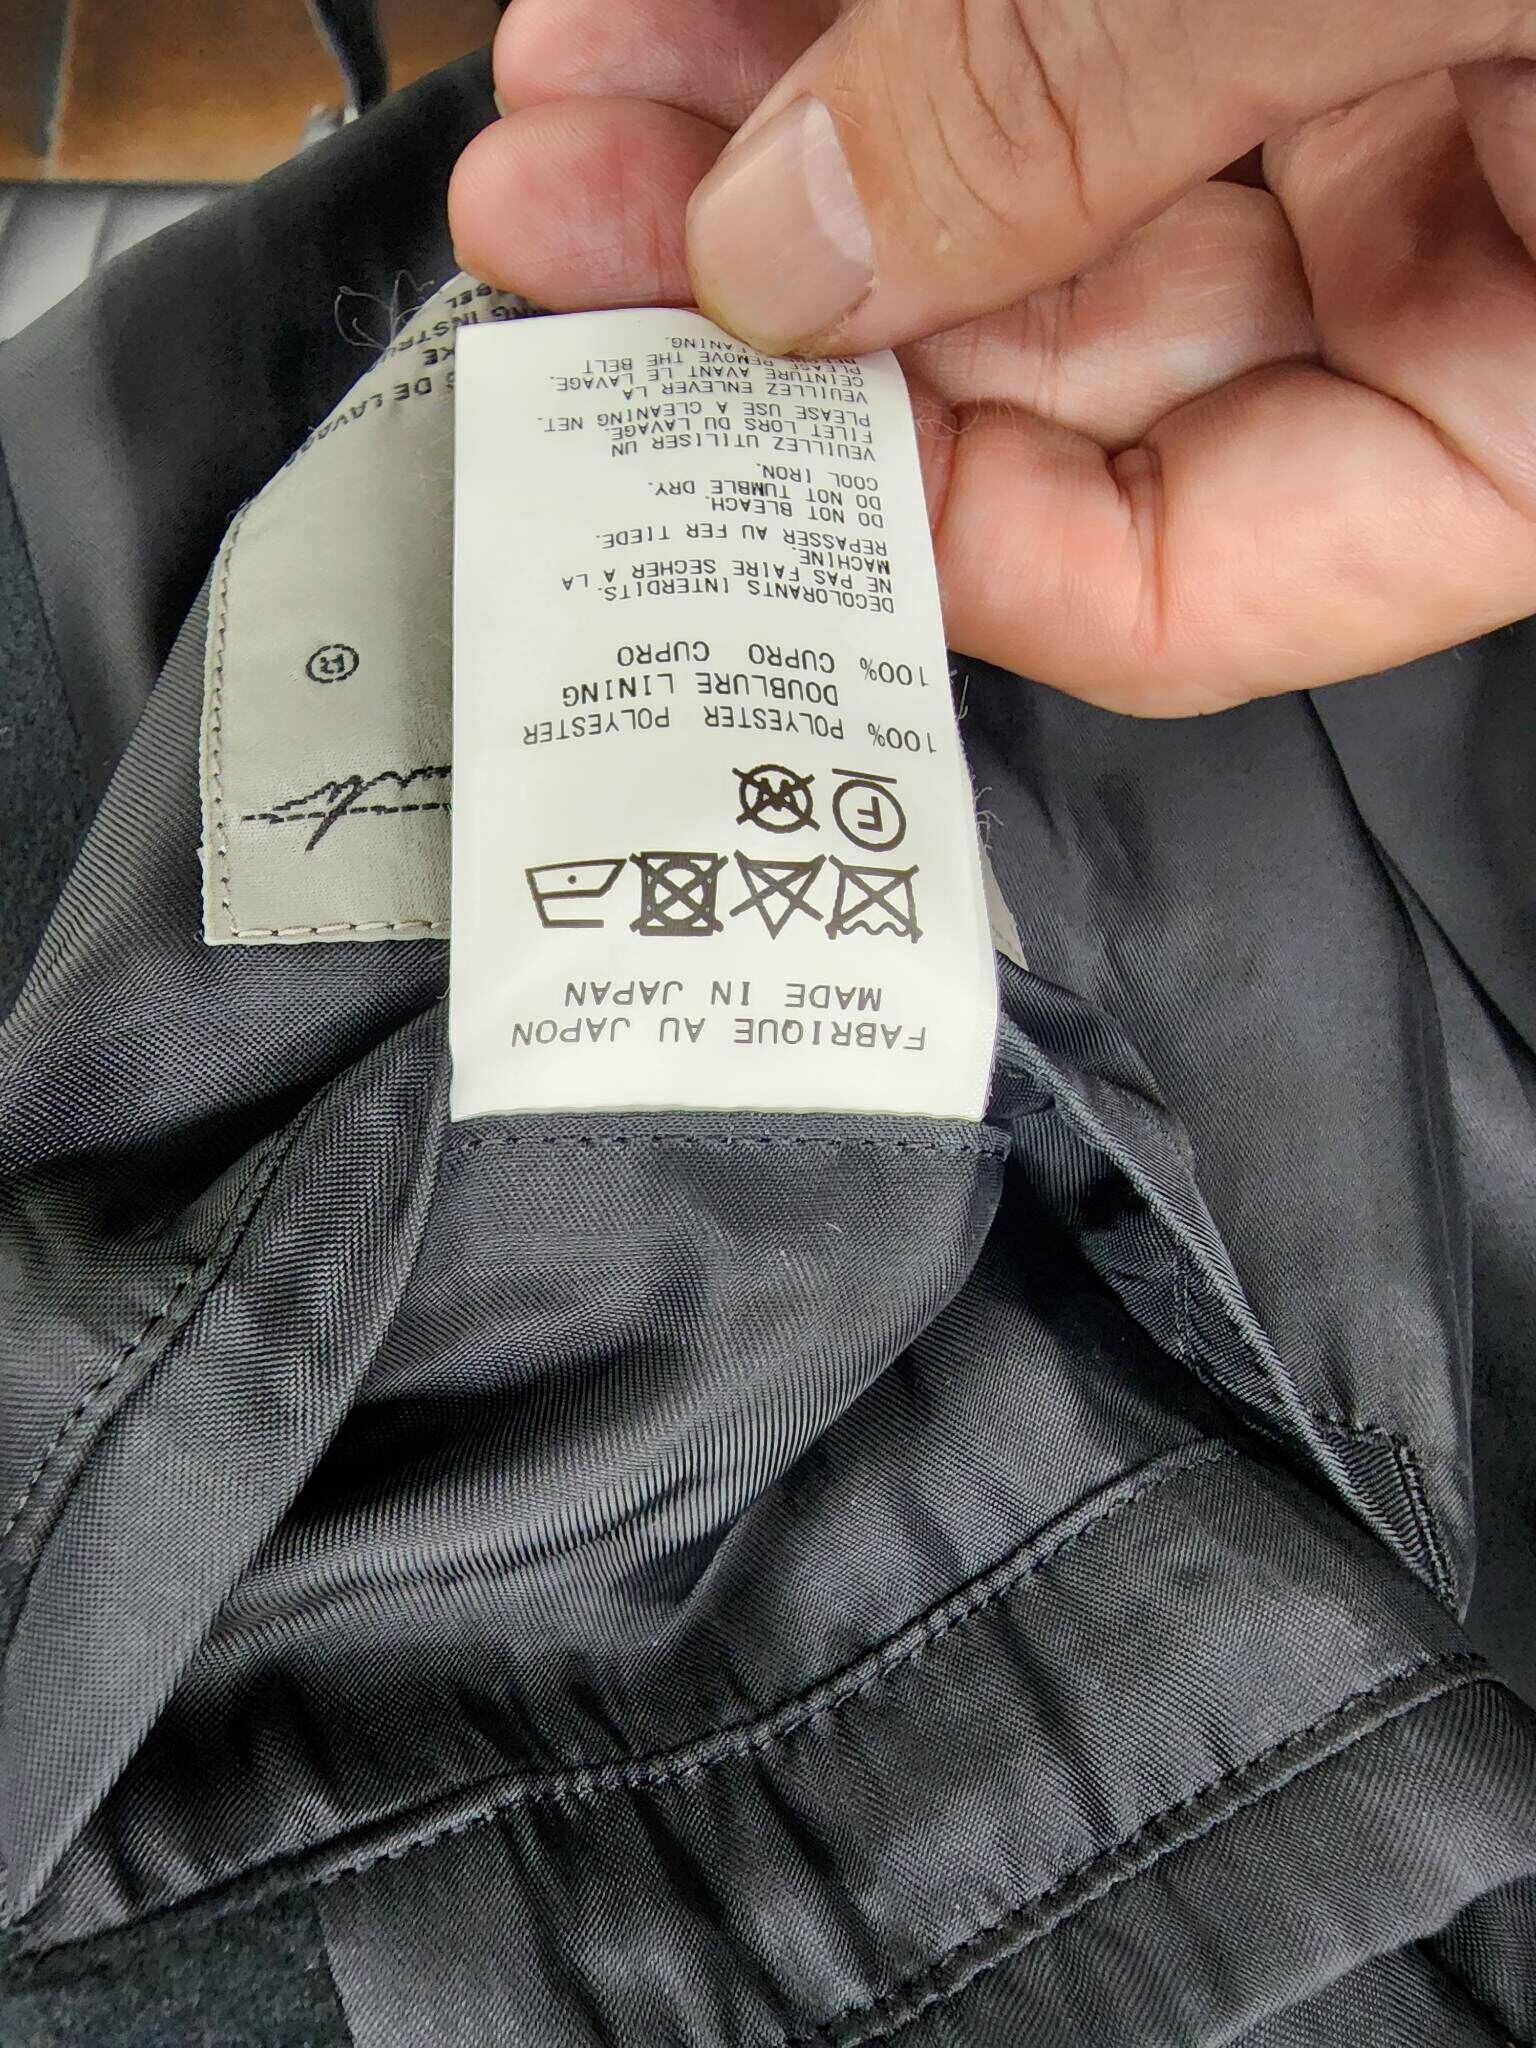 FABRIQUE AU JAPON
MADE IN JAPAN
F
W
100% POLYESTER POLYESTER
DOUBLURE LINING
100% CUPRO CUPRO
DECOLORANTS INTERDITS.
NE PAS FAIRE SECHER A LA
MACHINE.
REPASSER AU FER TIEDE.
DO NOT BLEACH.
DO NOT TUMBLE DRY.
COOL IRON.
VEUILLEZ UTILISER UN
FILET LORS DU LAVAGE.
PLEASE USE A CLEANING NET.
VEUILLEZ ENLEVER LA
CEINTURE AVANT LE LAVAGE.
PLEASE REMOVE THE BELT
®
DE LAVAGE